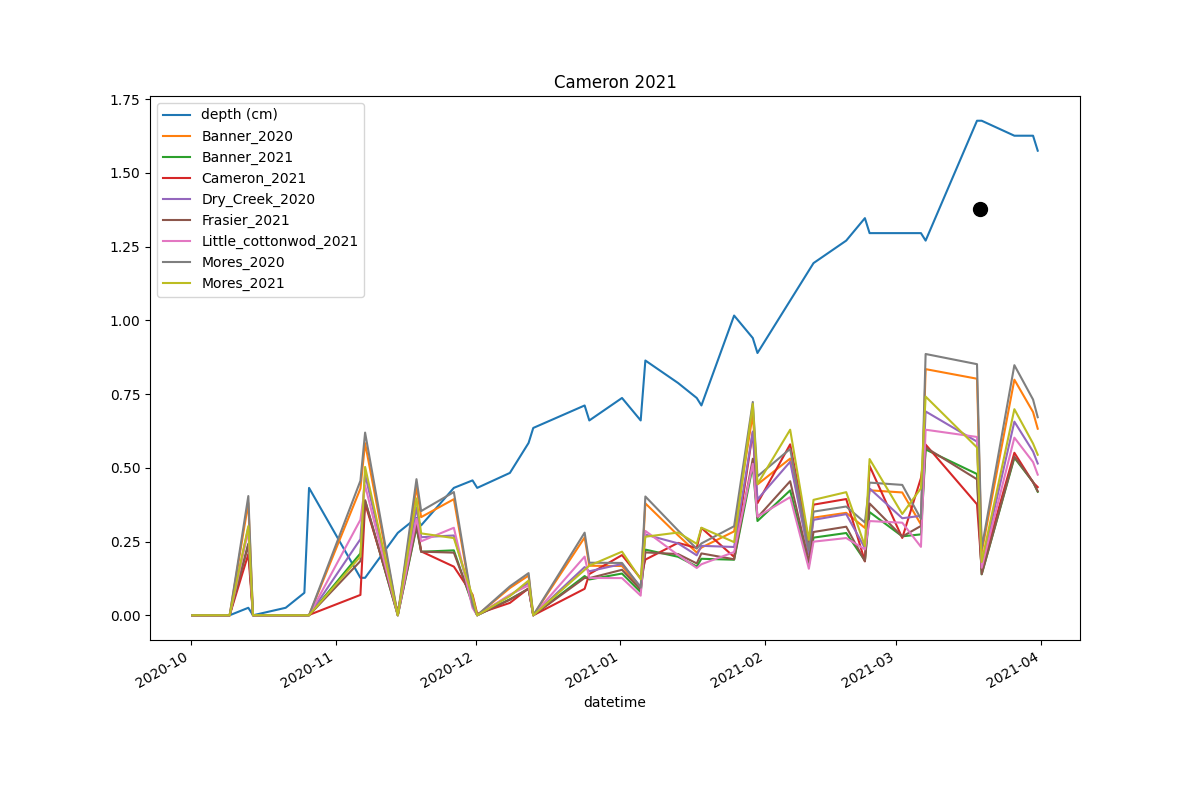 Cameron 2021
1.75
1.50
1.25
1.00
0.75
0.50
0.25
0.00
depth (cm)
Banner_2020
Banner_2021
Cameron_2021
Dry_Creek_2020
Frasier_2021
Little_cottonwod_2021
Mores_2020
Mores_2021
2020-10
2020-11
2020-12
2021-01
2021-02
2021-03
2021-04
datetime